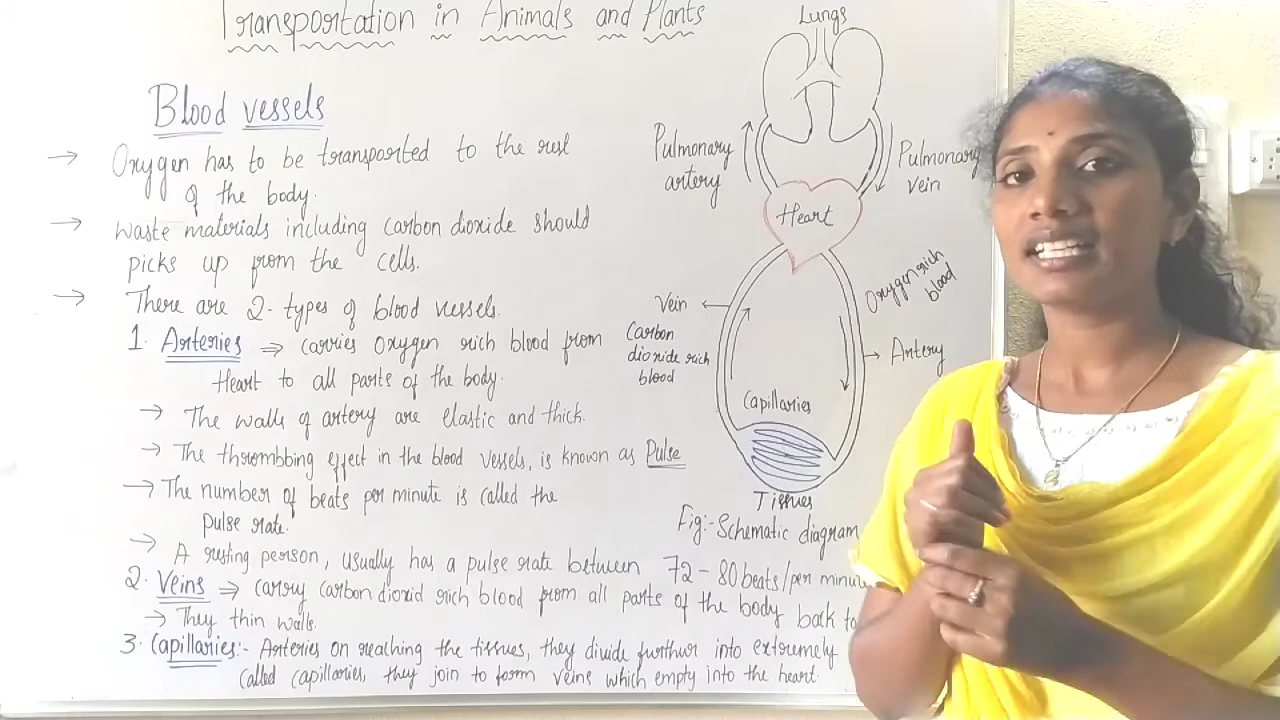 Transportation in Animals and Plants
Blood vessels
→ Oxygen has to be transported to the rest
of the body.
→ waste materials including carbon dioxide should
picks up from the cells.
→ There are 2- types of blood vessels.
1. Arteries ⇒ carries oxygen rich blood from
Heart to all parts of the body.
→ The walls of artery are elastic and thick.
→ The thrombbing effect in the blood vessels, is known as Pulse
→ The number of beats per minute is called the
pulse rate.
→ A resting person, usually has a pulse rate between 72-80 beats/per minute
2. Veins ⇒ carry carbon dioxid rich blood from all parts of the body back to
→ They thin walls.
3. Capillaries:- Arteries on reaching the tissues, they divide further into extremely
called capillaries, they join to form veins which empty into the heart.
Lungs
Pulmonary
artery
Pulmonary
vein
Heart
Vein
Carbon
dioxide rich
blood
Oxygen rich
blood
Artery
Capillaries
Tissues
Fig:- Schematic diagram